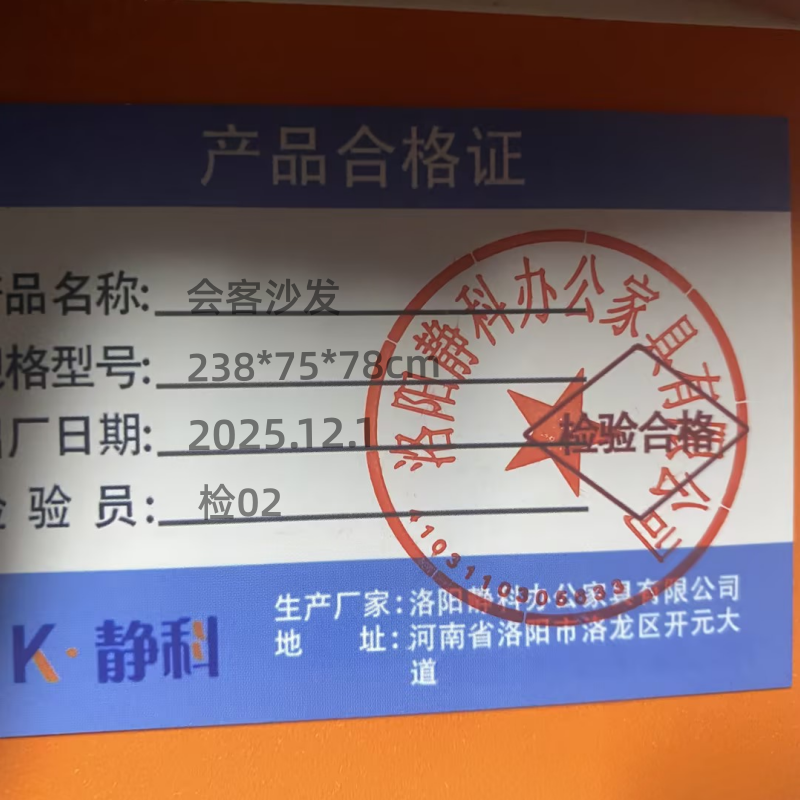 产品合格证
产品名称: 会客沙发
规格型号: 238*75*78cm
出厂日期: 2025.12.1
检 验 员: 检02
洛阳静科办公家具有限公司
检验合格
K·静科
生产厂家:洛阳静科办公家具有限公司
地 址:河南省洛阳市洛龙区开元大
道